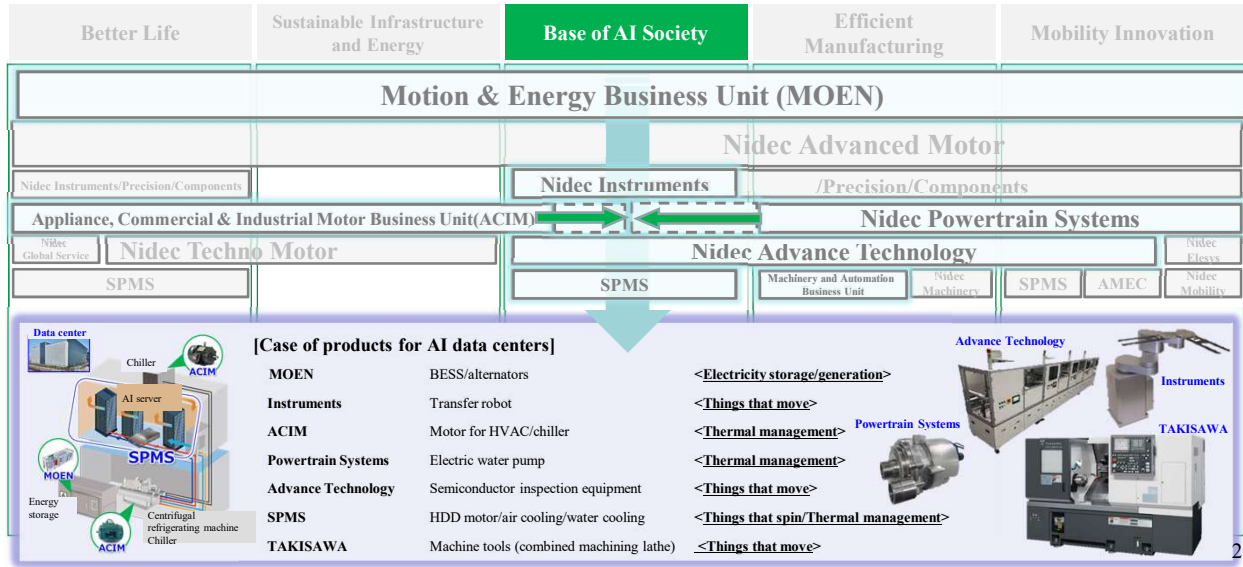 Better Life
Sustainable Infrastructure
and Energy
Base of AI Society
Efficient
Manufacturing
Mobility Innovation
Motion & Energy Business Unit (MOEN)
Nidec Advanced Motor
Nidec Instruments/Precision/Components
Nidec Instruments
/Precision/Components
Appliance, Commercial & Industrial Motor Business Unit(ACIM)
Nidec Powertrain Systems
Nidec
Global Service
Nidec Techno Motor
Nidec Advance Technology
Nidec
Elesys
SPMS
SPMS
Machinery and Automation
Business Unit
Nidec
Machinery
SPMS
AMEC
Nidec
Mobility
Data center
Chiller
ACIM
AI server
SPMS
MOEN
Energy
storage
Centrifugal
refrigerating machine
Chiller
ACIM
[Case of products for AI data centers]
MOEN BESS/alternators <Electricity storage/generation>
Instruments Transfer robot <Things that move>
ACIM Motor for HVAC/chiller <Thermal management>
Powertrain Systems Electric water pump <Thermal management>
Advance Technology Semiconductor inspection equipment <Things that move>
SPMS HDD motor/air cooling/water cooling <Things that spin/Thermal management>
TAKISAWA Machine tools (combined machining lathe) <Things that move>
Advance Technology
Instruments
Powertrain Systems
TAKISAWA
2